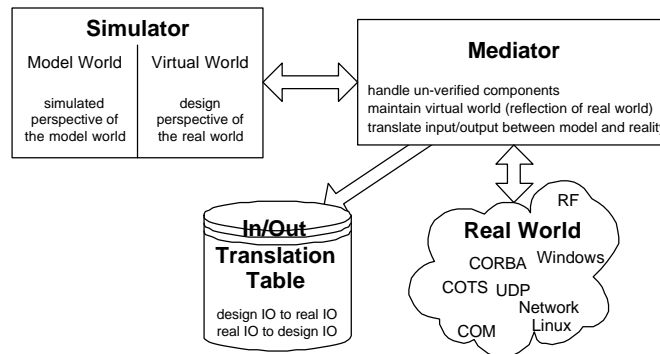 Simulator
Model World
Virtual World
simulated
perspective of
the model world
design
perspective of
the real world
Mediator
handle un-verified components
maintain virtual world (reflection of real world)
translate input/output between model and reality
In/Out
Translation
Table
design IO to real IO
real IO to design IO
RF
Real World
Windows
CORBA
COTS
UDP
Network
Linux
COM